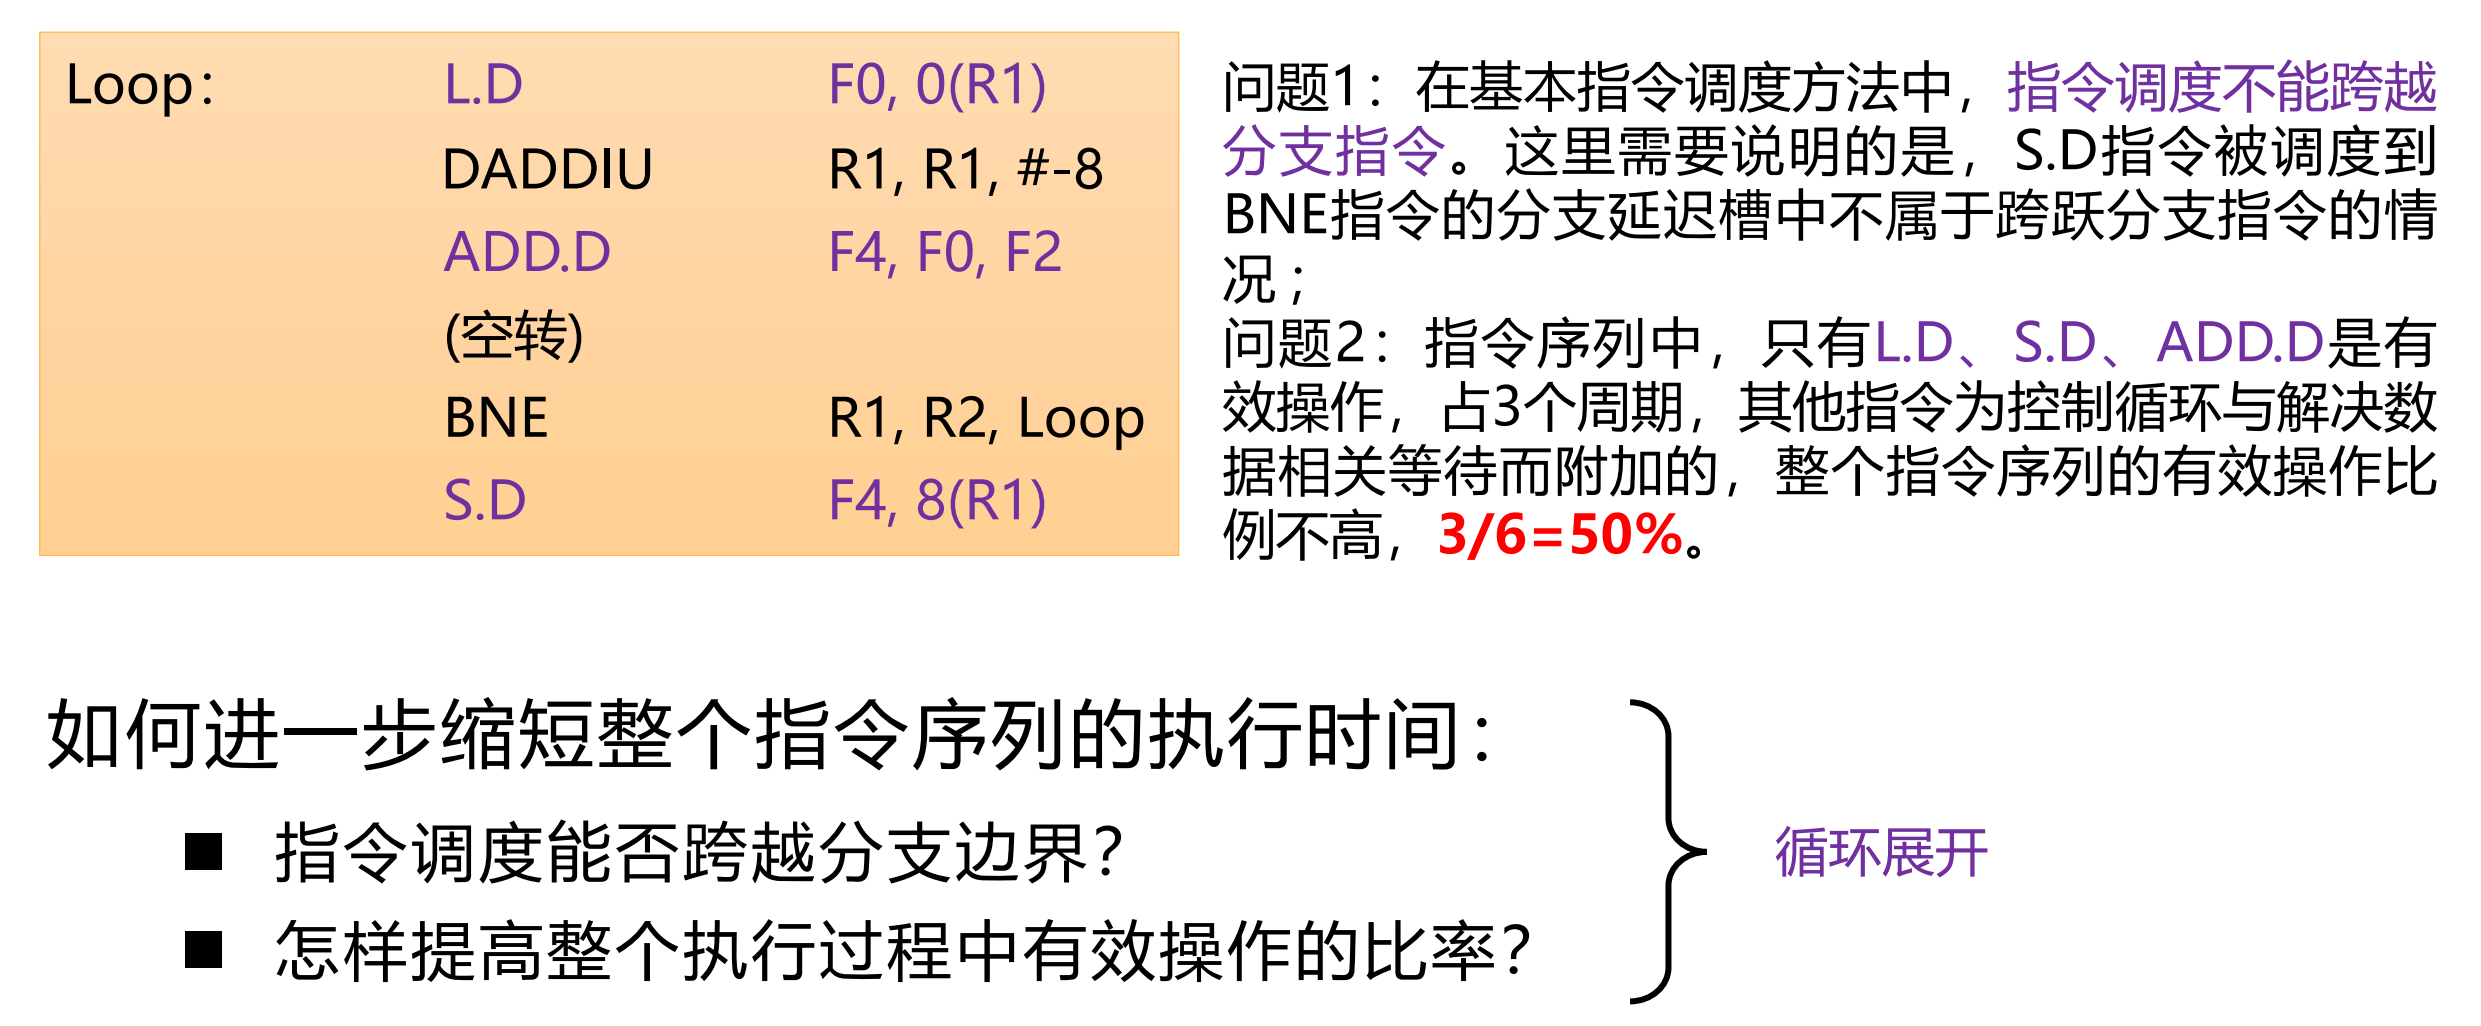 Loop: L.D F0, 0(R1)
DADDIU R1, R1, #-8
ADD.D F4, F0, F2
(空转)
BNE R1, R2, Loop
S.D F4, 8(R1)
问题1：在基本指令调度方法中，指令调度不能跨越
分支指令。这里需要说明的是，S.D指令被调度到
BNE指令的分支延迟槽中不属于跨跃分支指令的情
况；
问题2：指令序列中，只有L.D、S.D、ADD.D是有
效操作，占3个周期，其他指令为控制循环与解决数
据相关等待而附加的，整个指令序列的有效操作比
例不高，3/6=50%。
如何进一步缩短整个指令序列的执行时间：
■ 指令调度能否跨越分支边界？
■ 怎样提高整个执行过程中有效操作的比率？
循环展开